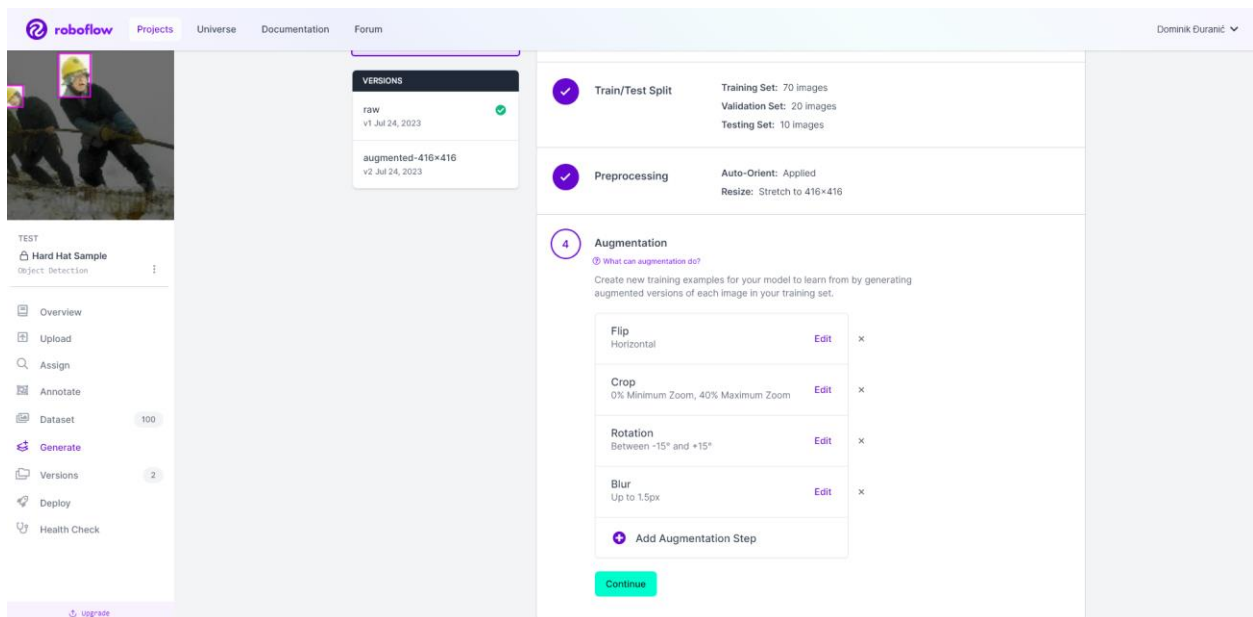 roboflow
Projects
Universe
Documentation
Forum
Dominik Đuranić
TEST
Hard Hat Sample
Object Detection
Overview
Upload
Assign
Annotate
Dataset 100
Generate
Versions 2
Deploy
Health Check
Upgrade
VERSIONS
raw
v1 Jul 24, 2023
augmented-416x416
v2 Jul 24, 2023
Train/Test Split
Training Set: 70 images
Validation Set: 20 images
Testing Set: 10 images
Preprocessing
Auto-Orient: Applied
Resize: Stretch to 416×416
4
Augmentation
What can augmentation do?
Create new training examples for your model to learn from by generating
augmented versions of each image in your training set.
Flip
Horizontal
Edit ×
Crop
0% Minimum Zoom, 40% Maximum Zoom
Edit ×
Rotation
Between -15° and +15°
Edit ×
Blur
Up to 1.5px
Edit ×
Add Augmentation Step
Continue